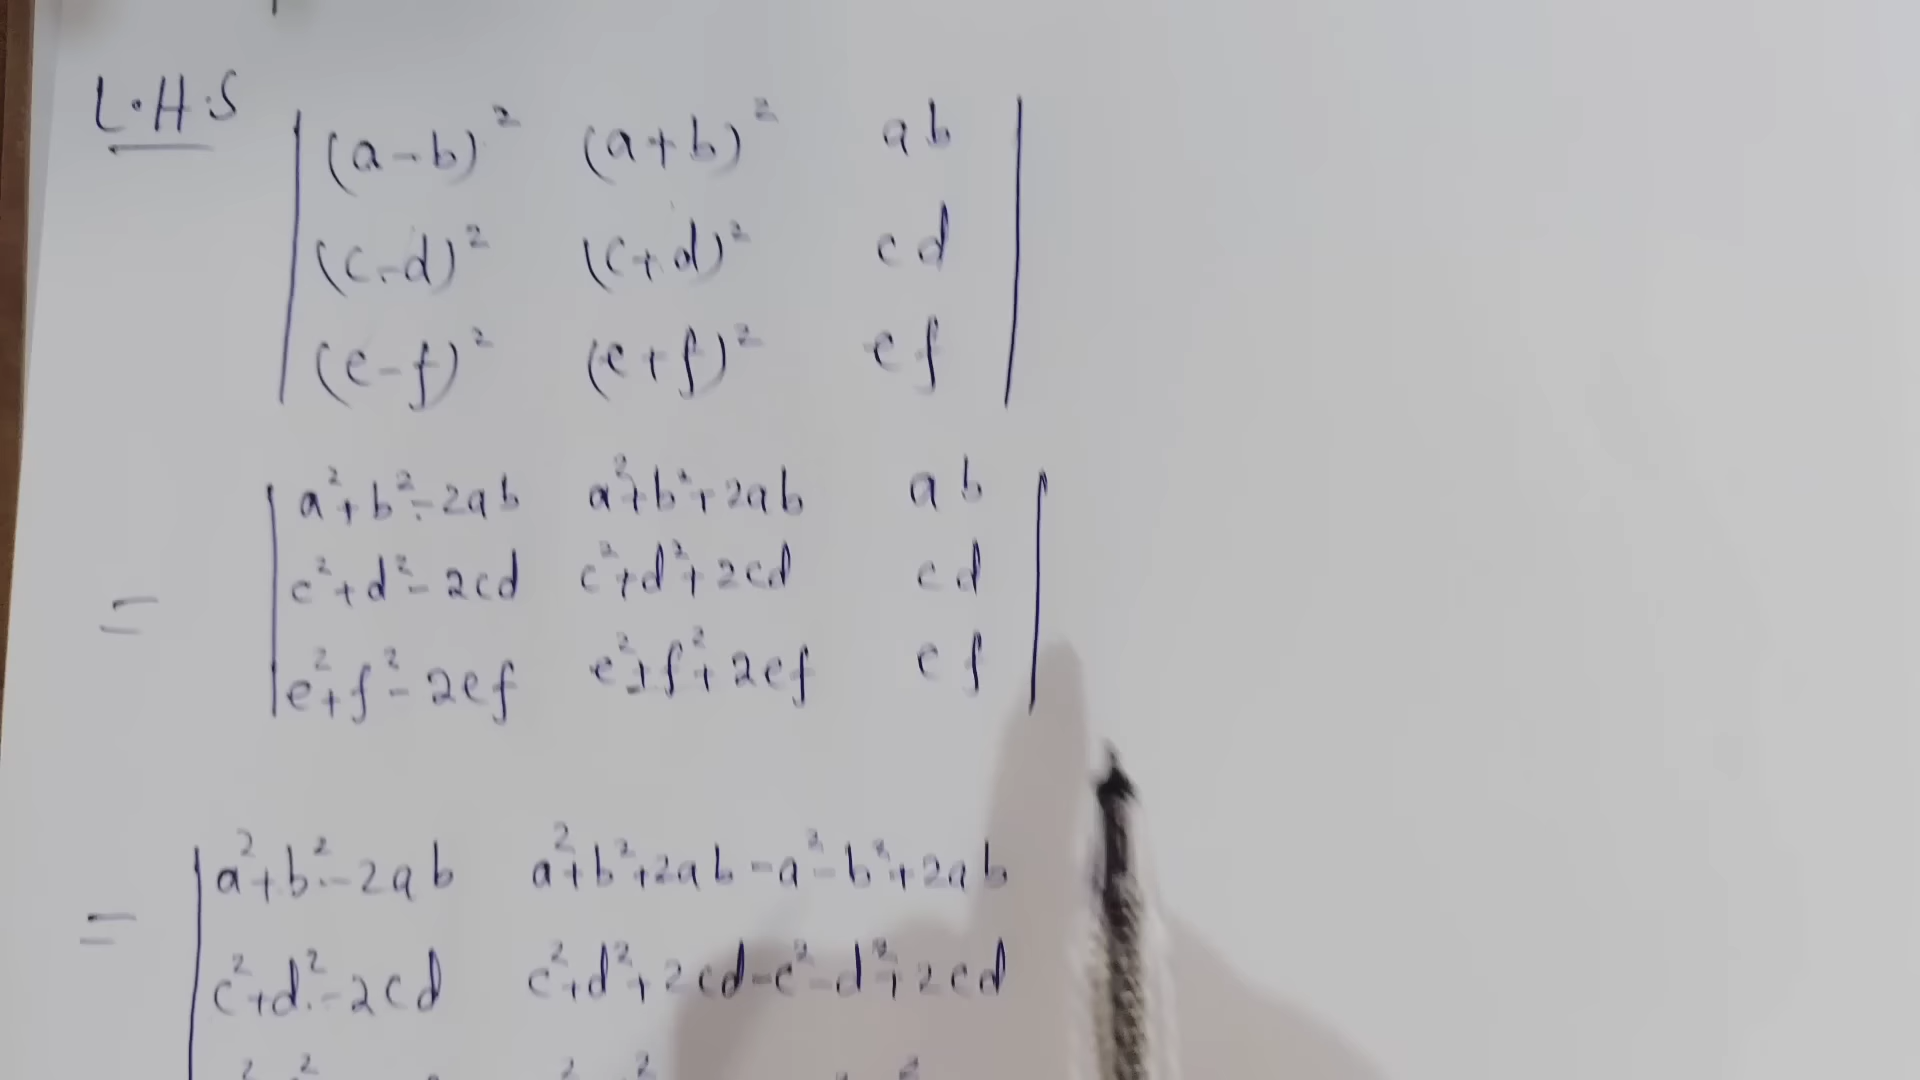 L.H.S
| (a-b)² (a+b)² ab |
| (c-d)² (c+d)² cd |
| (e-f)² (e+f)² ef |
| a²+b²-2ab a²+b²+2ab ab |
= | c²+d²-2cd c²+d²+2cd cd |
| e²+f²-2ef e²+f²+2ef ef |
| a²+b²-2ab a²+b²+2ab-a²-b²+2ab
= | c²+d²-2cd c²+d²+2cd-c²-d²+2cd